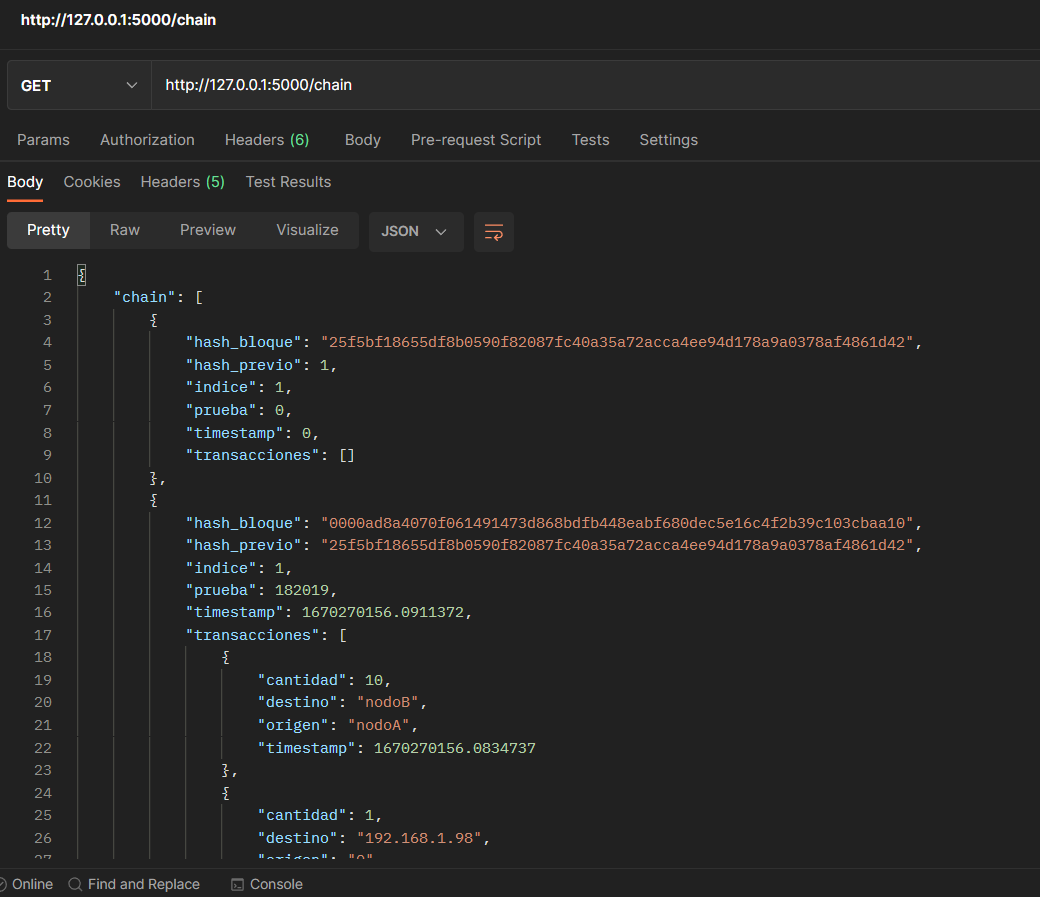 http://127.0.0.1:5000/chain
GET http://127.0.0.1:5000/chain
Params Authorization Headers (6) Body Pre-request Script Tests Settings
Body Cookies Headers (5) Test Results
Pretty Raw Preview Visualize JSON
1 {
2 "chain": [
3 {
4 "hash_bloque": "25f5bf18655df8b0590f82087fc40a35a72acca4ee94d178a9a0378af4861d42",
5 "hash_previo": 1,
6 "indice": 1,
7 "prueba": 0,
8 "timestamp": 0,
9 "transacciones": []
10 },
11 {
12 "hash_bloque": "0000ad8a4070f061491473d868bdfb448eabf680dec5e16c4f2b39c103cbaa10",
13 "hash_previo": "25f5bf18655df8b0590f82087fc40a35a72acca4ee94d178a9a0378af4861d42",
14 "indice": 1,
15 "prueba": 182019,
16 "timestamp": 1670270156.0911372,
17 "transacciones": [
18 {
19 "cantidad": 10,
20 "destino": "nodoB",
21 "origen": "nodoA",
22 "timestamp": 1670270156.0834737
23 },
24 {
25 "cantidad": 1,
26 "destino": "192.168.1.98",
27 "origen": "0"
Online Find and Replace Console